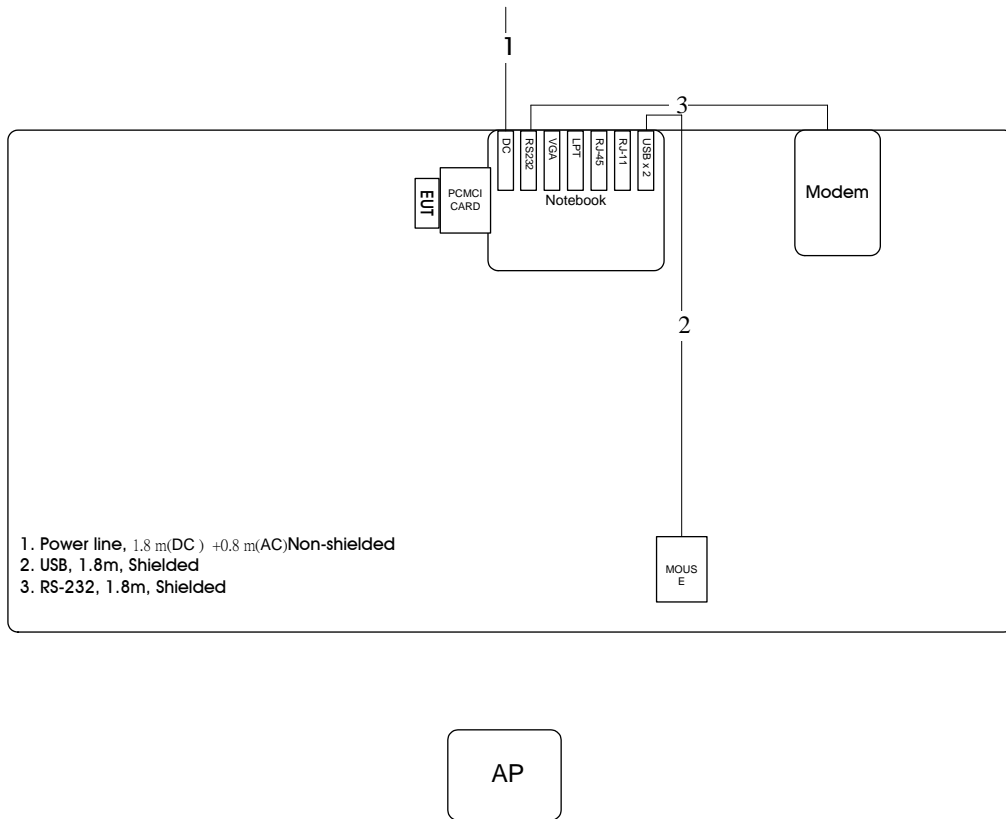 1
3
DC
RS232
VGA
LPT
RJ-45
RJ-11
USB x 2
EUT
PCMCI
CARD
Notebook
Modem
2
1. Power line, 1.8 m(DC ) +0.8 m(AC)Non-shielded
2. USB, 1.8m, Shielded
3. RS-232, 1.8m, Shielded
MOUS
E
AP